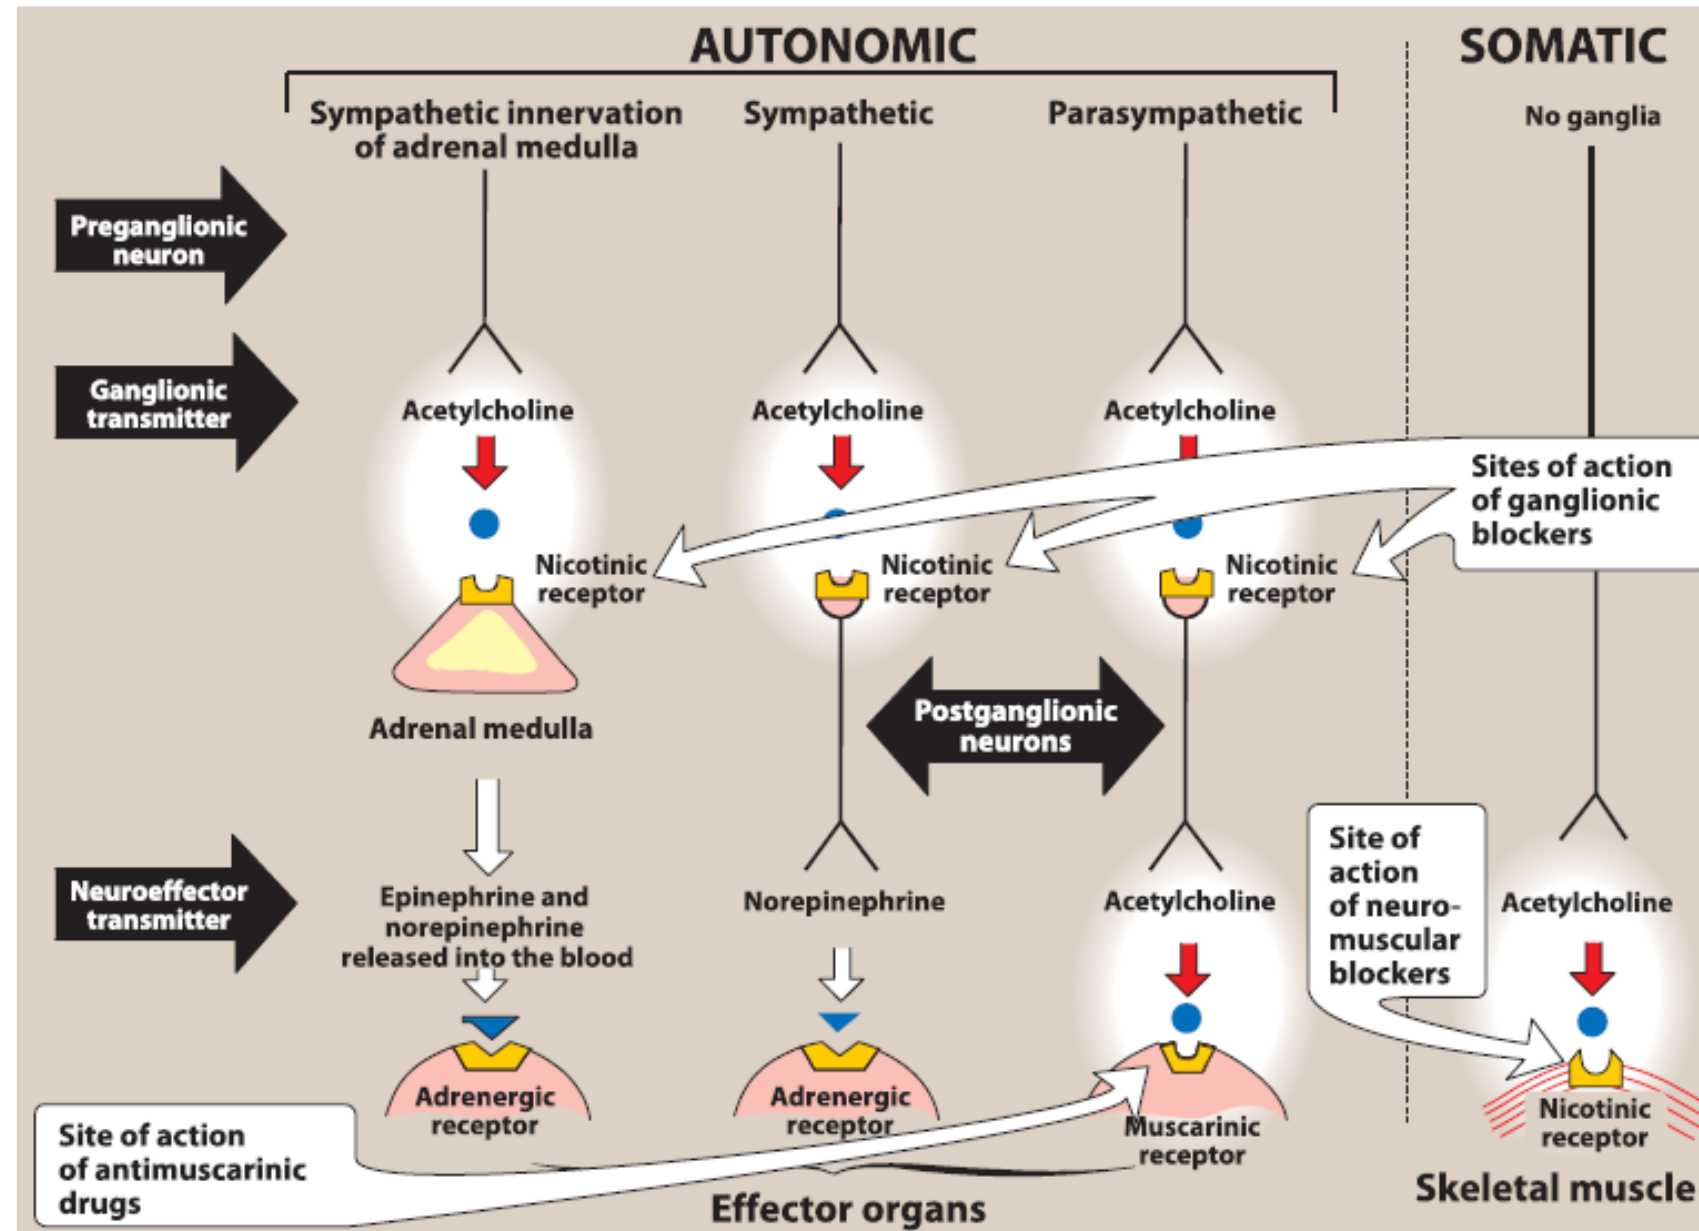 AUTONOMIC
SOMATIC
Sympathetic innervation
of adrenal medulla
Sympathetic
Parasympathetic
No ganglia
Preganglionic
neuron
Ganglionic
transmitter
Acetylcholine
Acetylcholine
Acetylcholine
Sites of action
of ganglionic
blockers
Nicotinic
receptor
Nicotinic
receptor
Nicotinic
receptor
Adrenal medulla
Postganglionic
neurons
Site of
action
of neuro-
muscular
blockers
Neuroeffector
transmitter
Epinephrine and
norepinephrine
released into the blood
Norepinephrine
Acetylcholine
Acetylcholine
Adrenergic
receptor
Adrenergic
receptor
Muscarinic
receptor
Nicotinic
receptor
Site of action
of antimuscarinic
drugs
Effector organs
Skeletal muscle